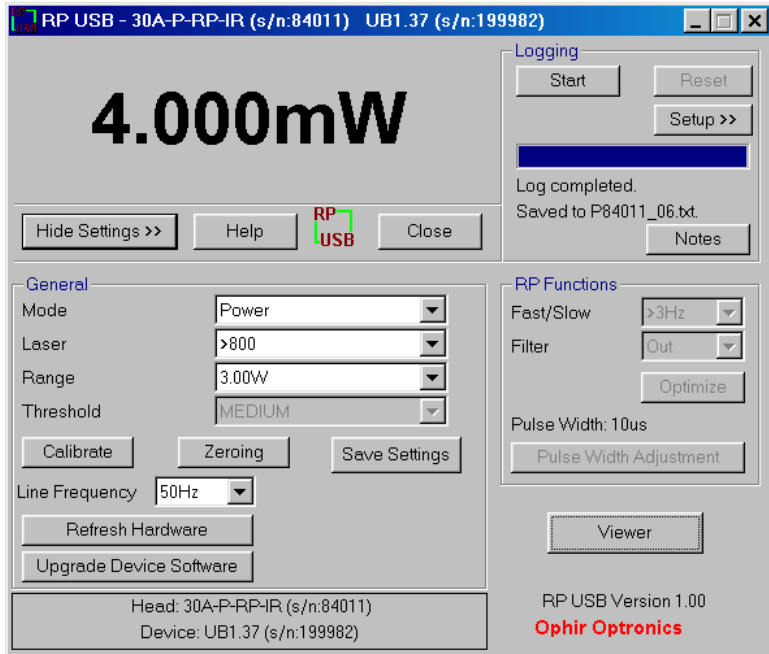 RP USB - 30A-P-RP-IR (s/n:84011) UB1.37 (s/n:199982)
4.000mW
Logging
Start
Reset
Setup >>
Log completed.
Saved to P84011_06.txt.
Notes
Hide Settings >>
Help
RP
USB
Close
General
Mode
Power
Laser
>800
Range
3.00W
Threshold
MEDIUM
Calibrate
Zeroing
Save Settings
Line Frequency
50Hz
Refresh Hardware
Upgrade Device Software
RP Functions
Fast/Slow
>3Hz
Filter
Out
Optimize
Pulse Width: 10us
Pulse Width Adjustment
Viewer
Head: 30A-P-RP-IR (s/n:84011)
Device: UB1.37 (s/n:199982)
RP USB Version 1.00
Ophir Optronics